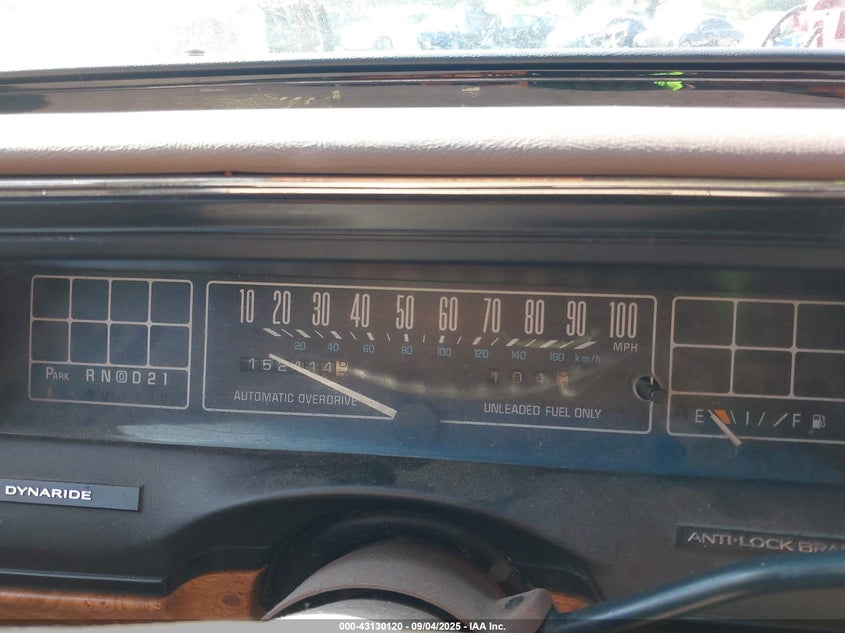 10 20 30 40 50 60 70 80 90 100
MPH
20 40 60 80 100 120 140 160 km/h
PARK R N D D 2 1
AUTOMATIC OVERDRIVE
UNLEADED FUEL ONLY
E F
DYNARIDE
ANTI-LOCK
000-43130120 - 09/04/2025 - IAA Inc.